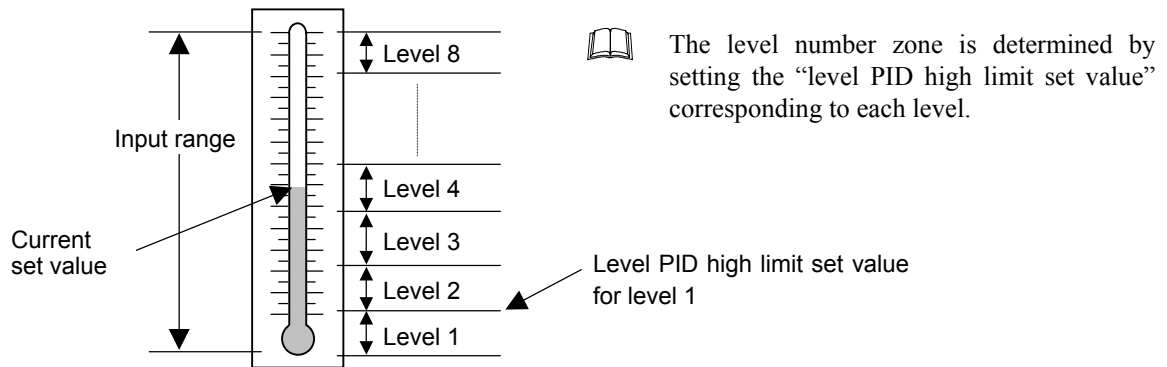 Level 8
The level number zone is determined by
setting the “level PID high limit set value”
corresponding to each level.
Input range
Level 4
Current
set value
Level 3
Level 2
Level PID high limit set value
for level 1
Level 1